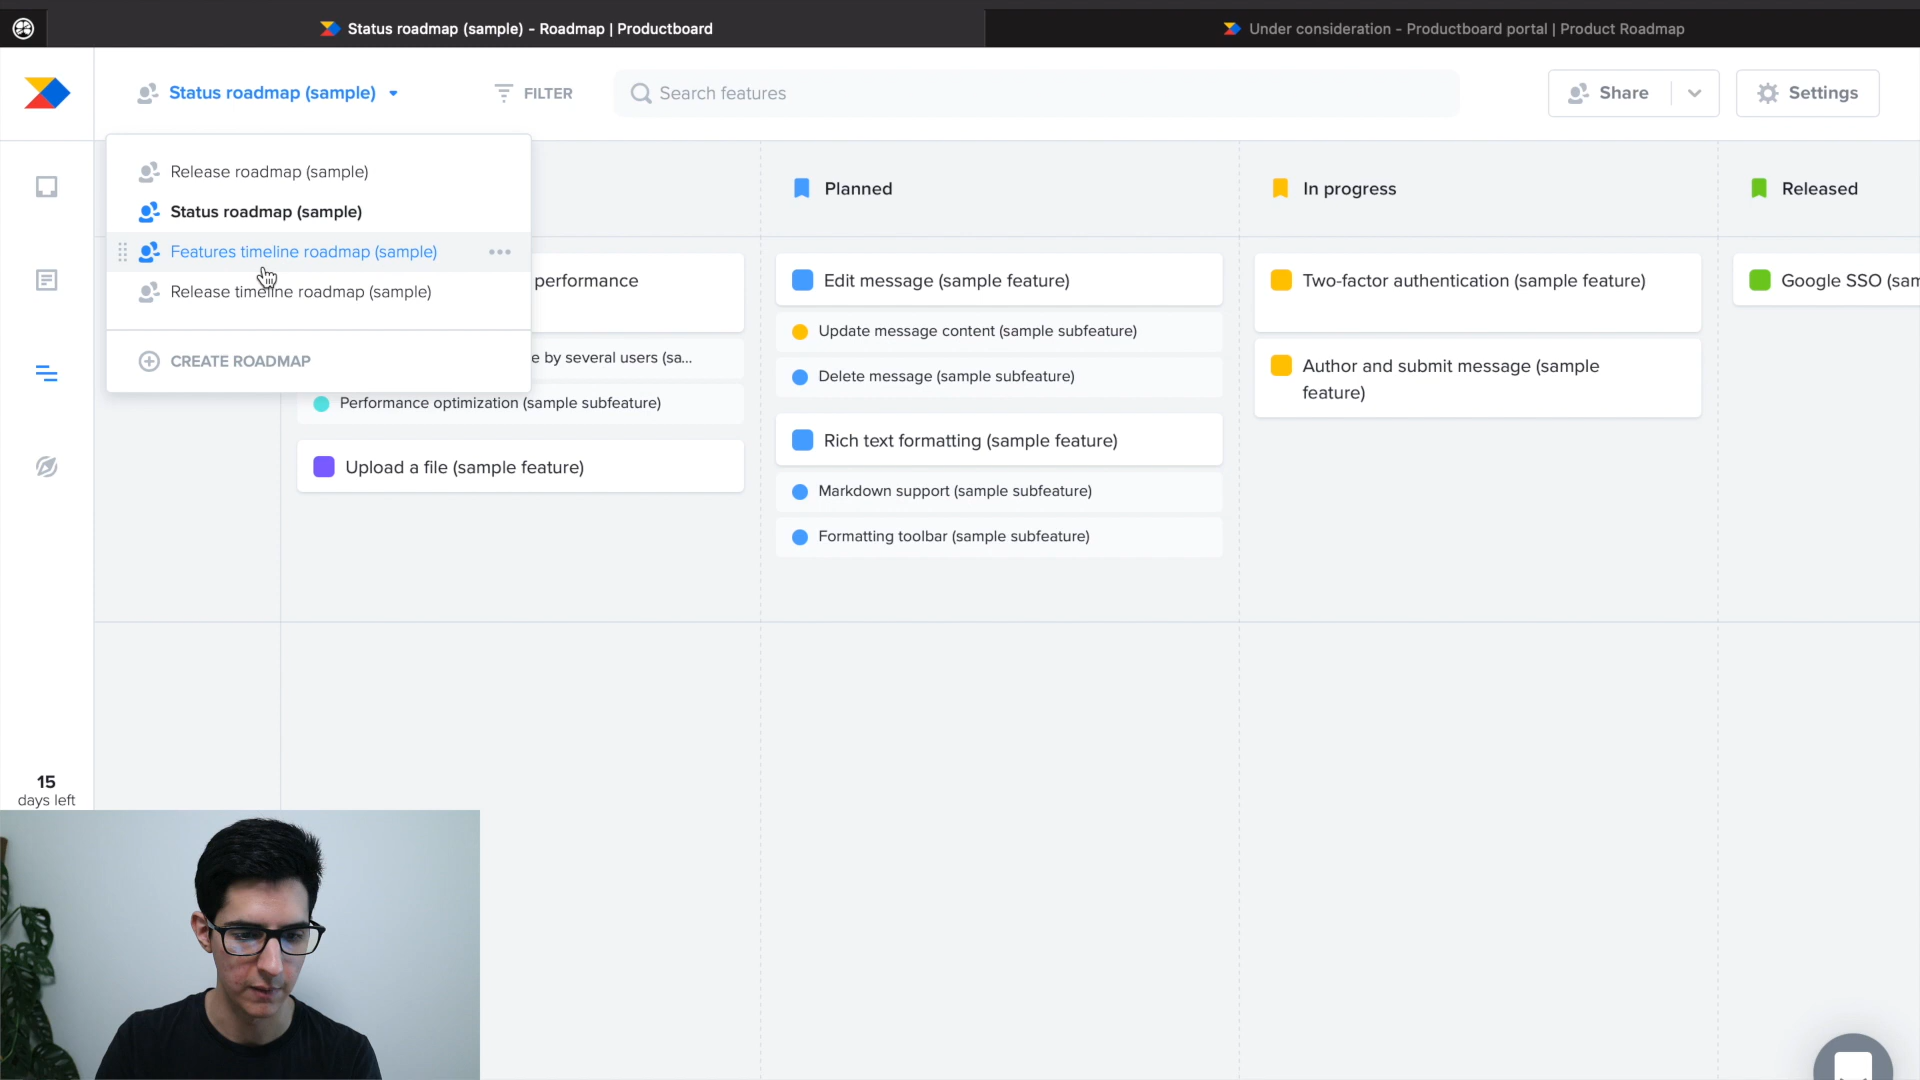 Status roadmap (sample) - Roadmap | Productboard
Under consideration - Productboard portal | Product Roadmap
Status roadmap (sample)
FILTER
Search features
Share
Settings
Release roadmap (sample)
Status roadmap (sample)
Features timeline roadmap (sample)
Release timeline roadmap (sample)
CREATE ROADMAP
performance
e by several users (sa...
Performance optimization (sample subfeature)
Upload a file (sample feature)
Planned
Edit message (sample feature)
Update message content (sample subfeature)
Delete message (sample subfeature)
Rich text formatting (sample feature)
Markdown support (sample subfeature)
Formatting toolbar (sample subfeature)
In progress
Two-factor authentication (sample feature)
Author and submit message (sample
feature)
Released
Google SSO (sam
15
days left